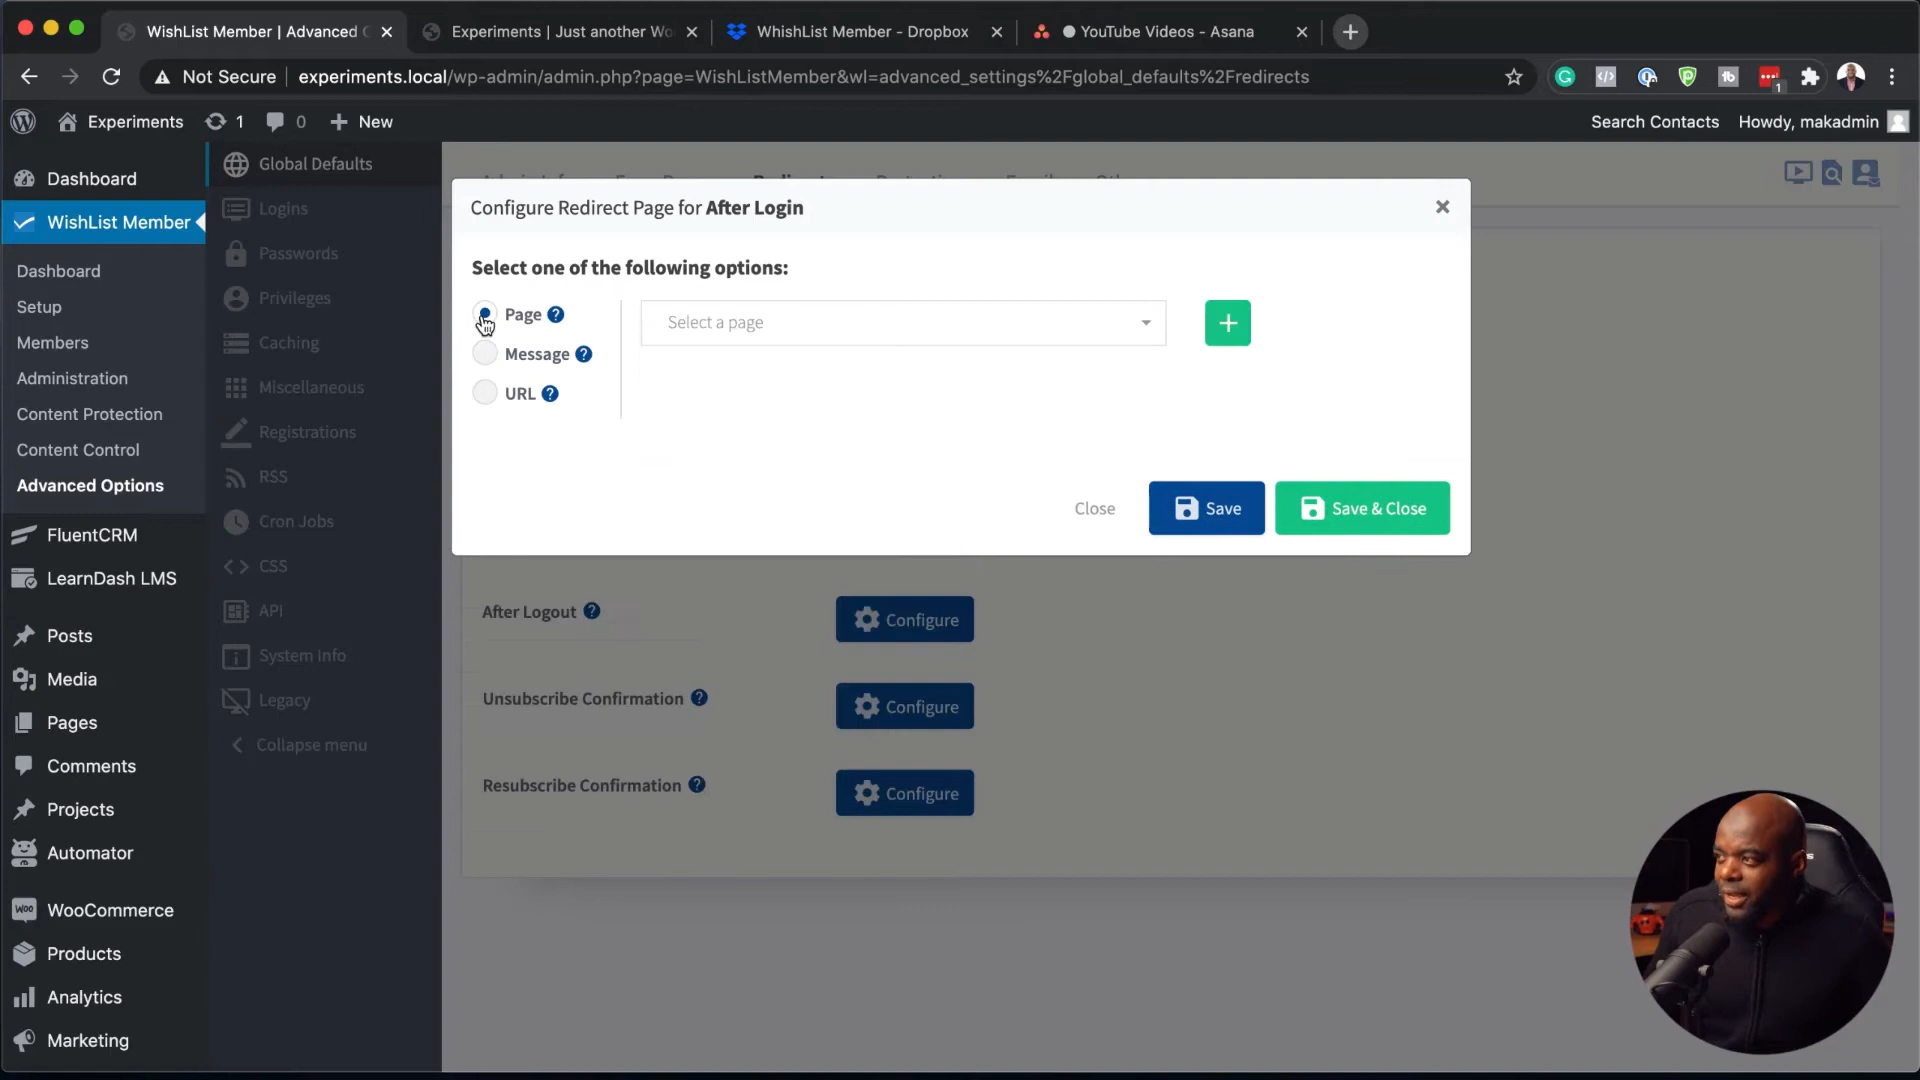 WishList Member | Advanced
Experiments | Just another Wo
WhishList Member - Dropbox
YouTube Videos - Asana
Not Secure
experiments.local/wp-admin/admin.php?page=WishListMember&wl=advanced_settings%2Fglobal_defaults%2Fredirects
1
Experiments
1
0
New
Search Contacts
Howdy, makadmin
Dashboard
WishList Member
Dashboard
Setup
Members
Administration
Content Protection
Content Control
Advanced Options
FluentCRM
LearnDash LMS
Posts
Media
Pages
Comments
Projects
Automator
WooCommerce
Products
Analytics
Marketing
Global Defaults
Logins
Passwords
Privileges
Caching
Miscellaneous
Registrations
RSS
Cron Jobs
CSS
API
System Info
Legacy
Collapse menu
Configure Redirect Page for After Login
Select one of the following options:
Page
Message
URL
Select a page
Close
Save
Save & Close
After Logout
Configure
Unsubscribe Confirmation
Configure
Resubscribe Confirmation
Configure